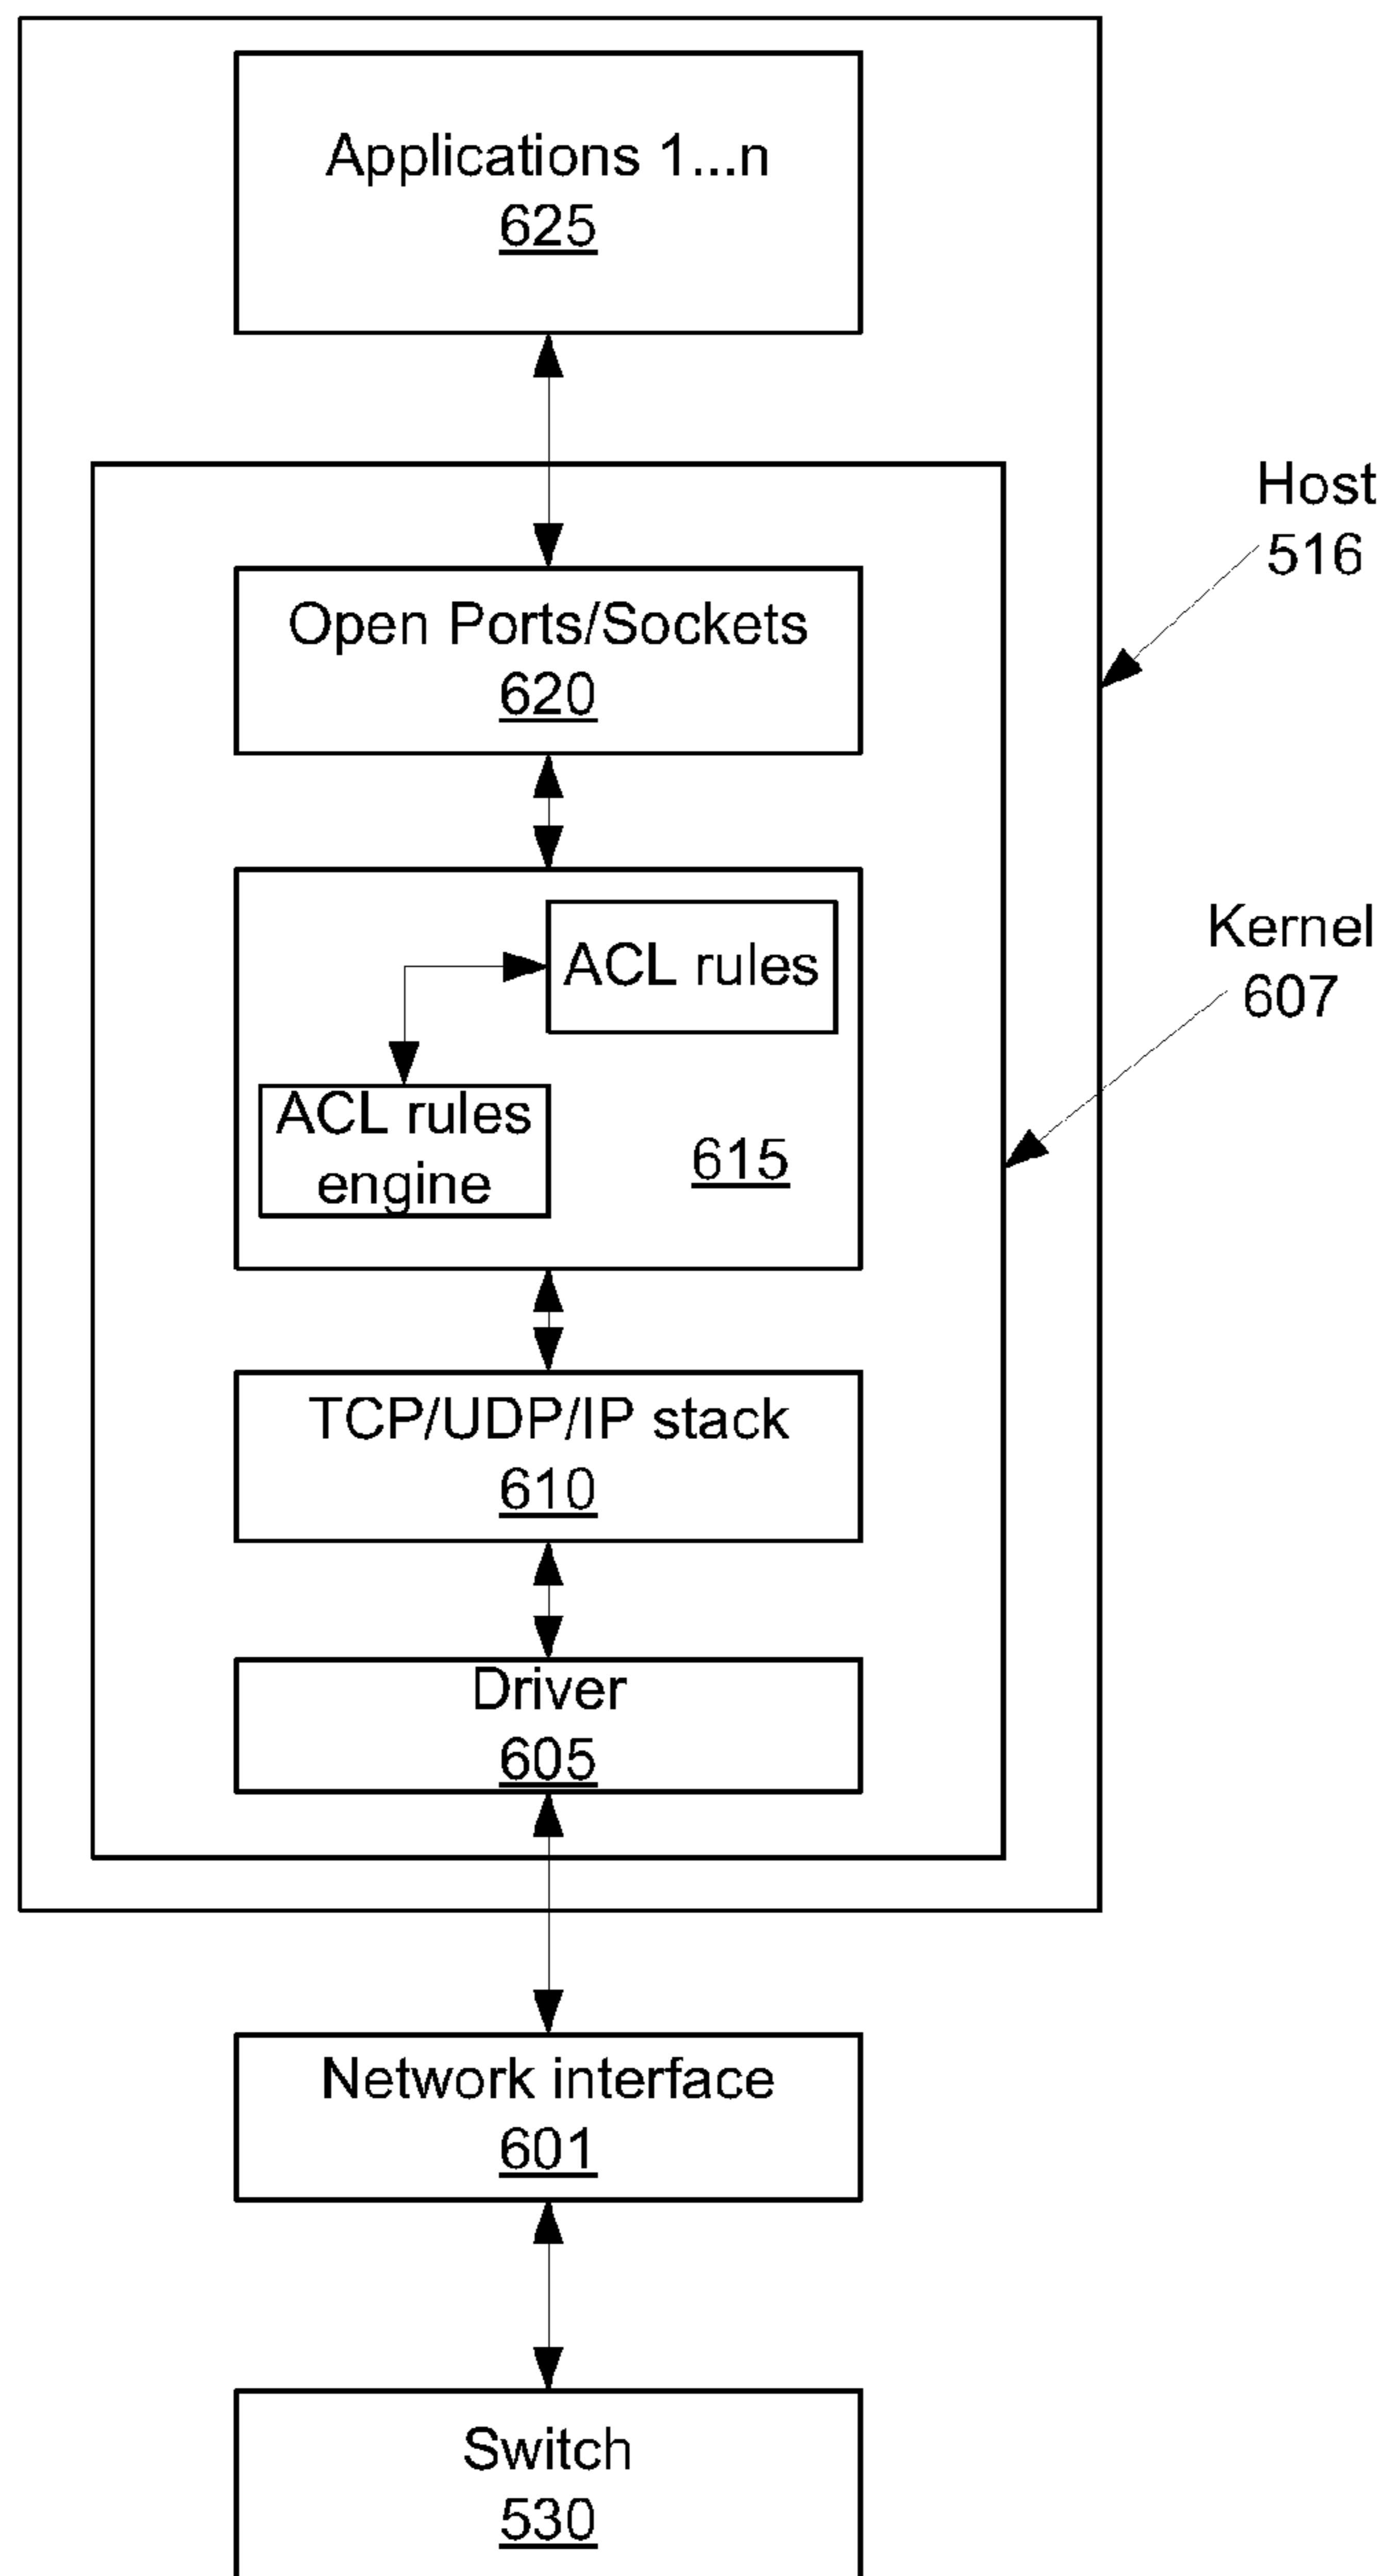 Applications 1...n
625
Host
516
Open Ports/Sockets
620
Kernel
607
ACL rules
ACL rules
engine
615
TCP/UDP/IP stack
610
Driver
605
Network interface
601
Switch
530